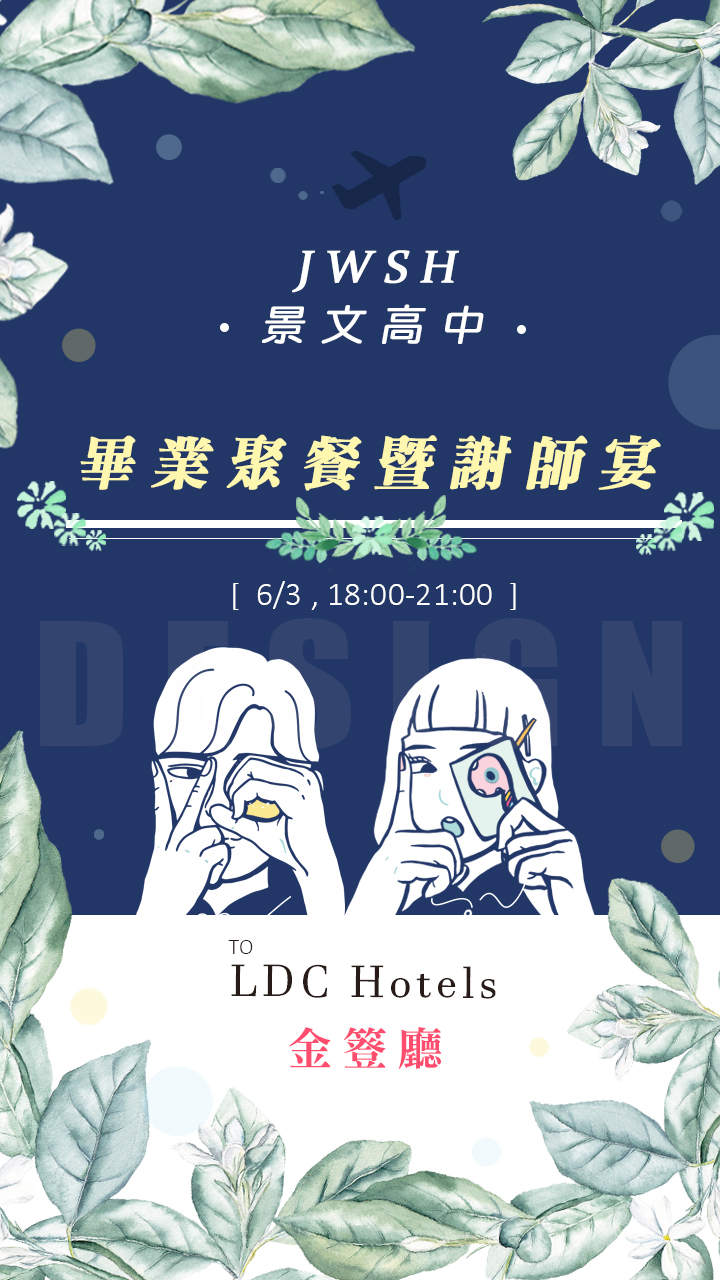 JWSH
· 景文高中 ·
畢業聚餐暨謝師宴
[ 6/3 , 18:00-21:00 ]
DESIGN
TO
LDC Hotels
金簦廳